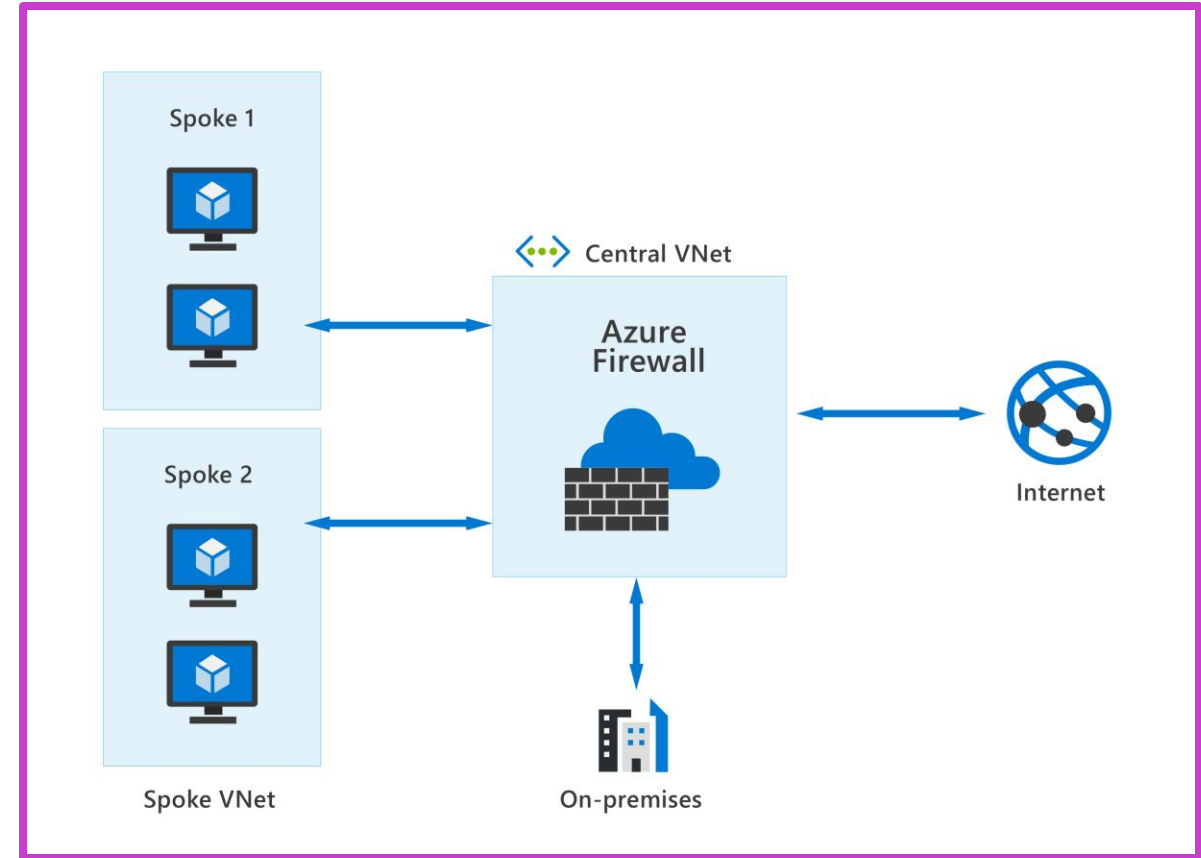 Spoke 1
Central VNet
Azure
Firewall
Spoke 2
Internet
Spoke VNet
On-premises